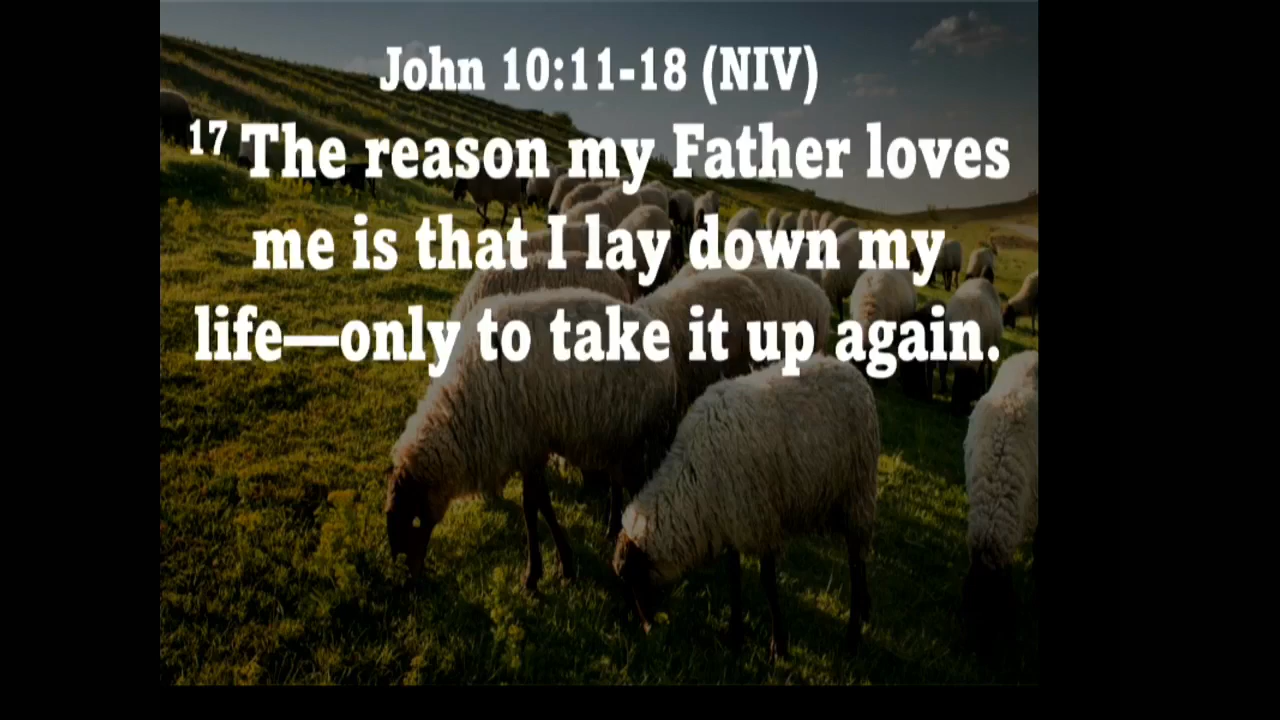 John 10:11-18 (NIV)
17 The reason my Father loves
me is that I lay down my
life—only to take it up again.